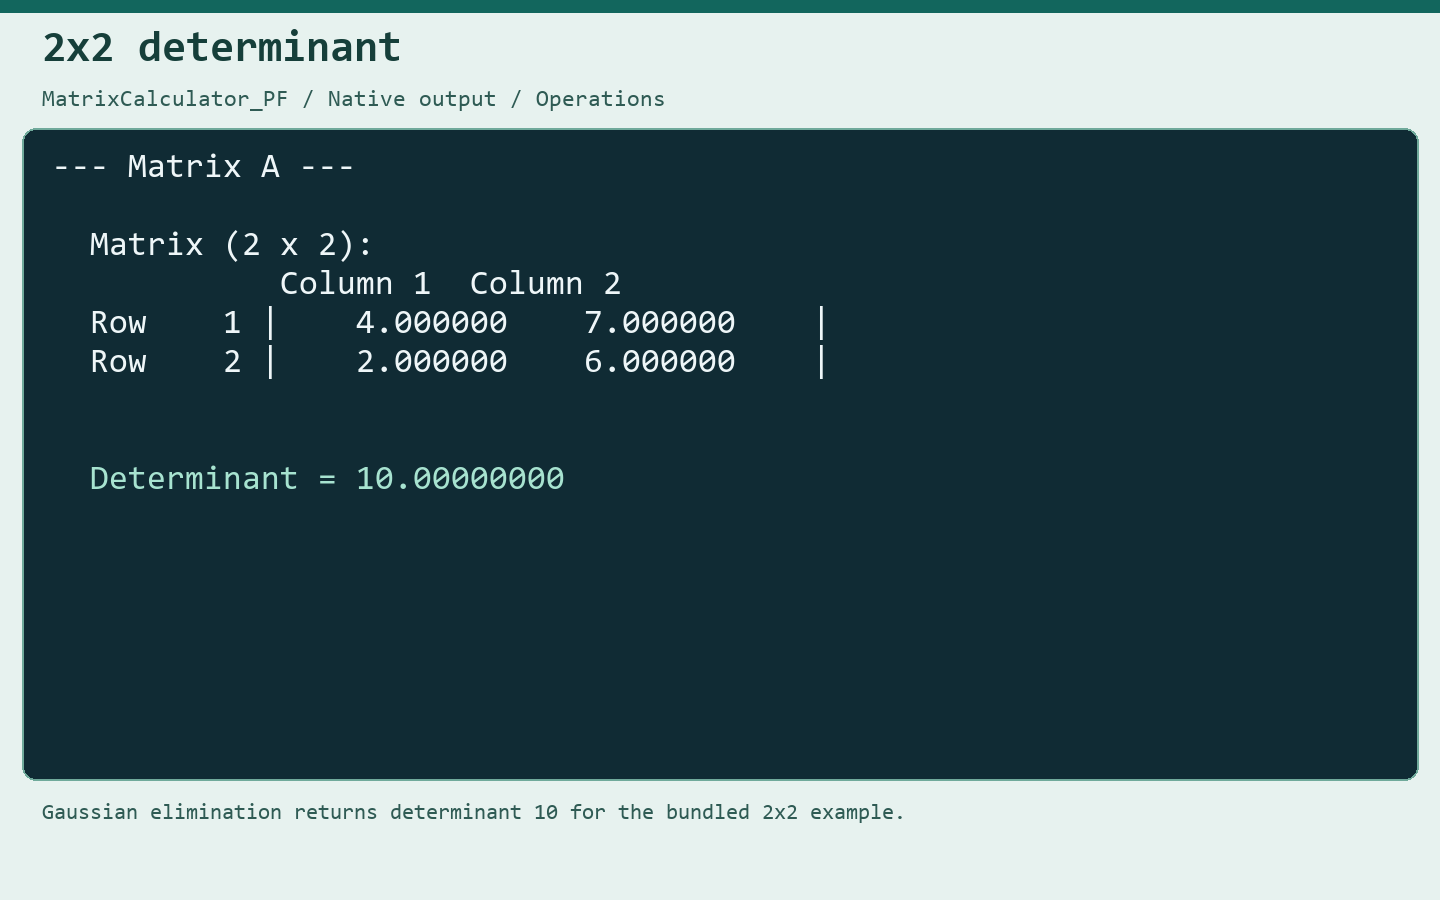 2x2 determinant
MatrixCalculator_PF / Native output / Operations
--- Matrix A ---
Matrix (2 x 2):
Column 1  Column 2
Row    1 |    4.000000    7.000000    |
Row    2 |    2.000000    6.000000    |
Determinant = 10.00000000
Gaussian elimination returns determinant 10 for the bundled 2x2 example.